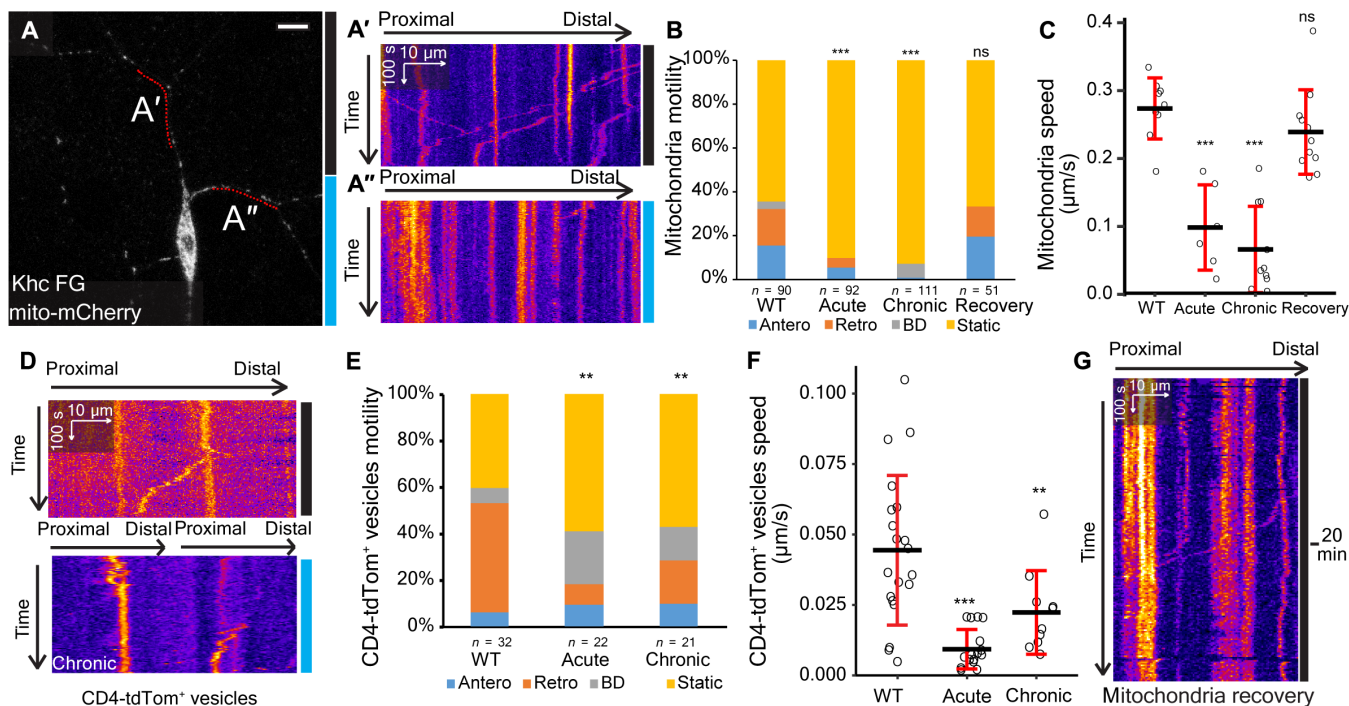 A
A′
A″
Khc FG
mito-mCherry
A′
Proximal
Distal
Time
100 s
10 µm
A″
Proximal
Distal
Time
B
Mitochondria motility
100%
80%
60%
40%
20%
0%
***
***
ns
n = 90
n = 92
n = 111
n = 51
WT
Acute
Chronic
Recovery
Antero
Retro
BD
Static
C
Mitochondria speed
(µm/s)
0.4
0.3
0.2
0.1
0.0
***
***
ns
WT
Acute
Chronic
Recovery
D
Proximal
Distal
Time
100 s
10 µm
Proximal
Distal
Proximal
Distal
Time
Chronic
CD4-tdTom⁺ vesicles
E
CD4-tdTom⁺ vesicles motility
100%
80%
60%
40%
20%
0%
**
**
n = 32
n = 22
n = 21
WT
Acute
Chronic
Antero
Retro
BD
Static
F
CD4-tdTom⁺ vesicles speed
(µm/s)
0.100
0.075
0.050
0.025
0.000
***
**
WT
Acute
Chronic
G
Proximal
Distal
Time
100 s
10 µm
20
min
Mitochondria recovery